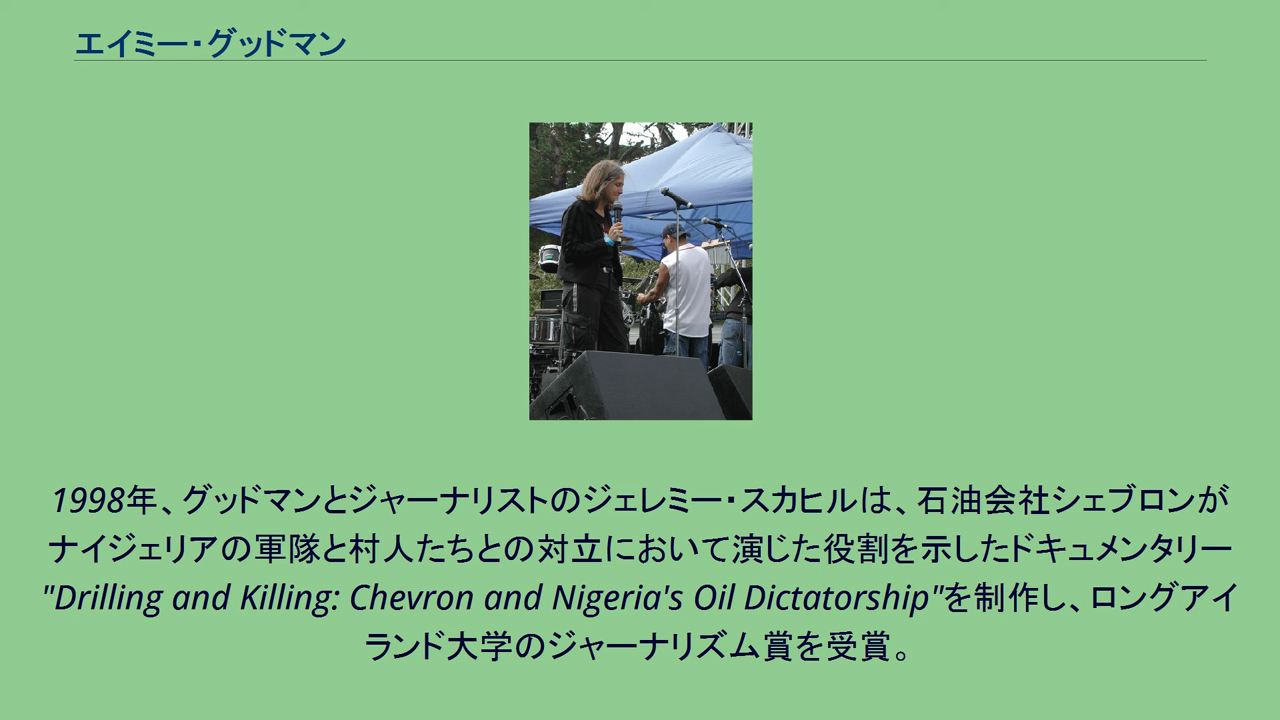 エイミー・グッドマン
1998年、グッドマンとジャーナリストのジェレミー・スカヒルは、石油会社シェブロンが
ナイジェリアの軍隊と村人たちとの対立において演じた役割を示したドキュメンタリー
"Drilling and Killing: Chevron and Nigeria's Oil Dictatorship"を制作し、ロングアイ
ランド大学のジャーナリズム賞を受賞。